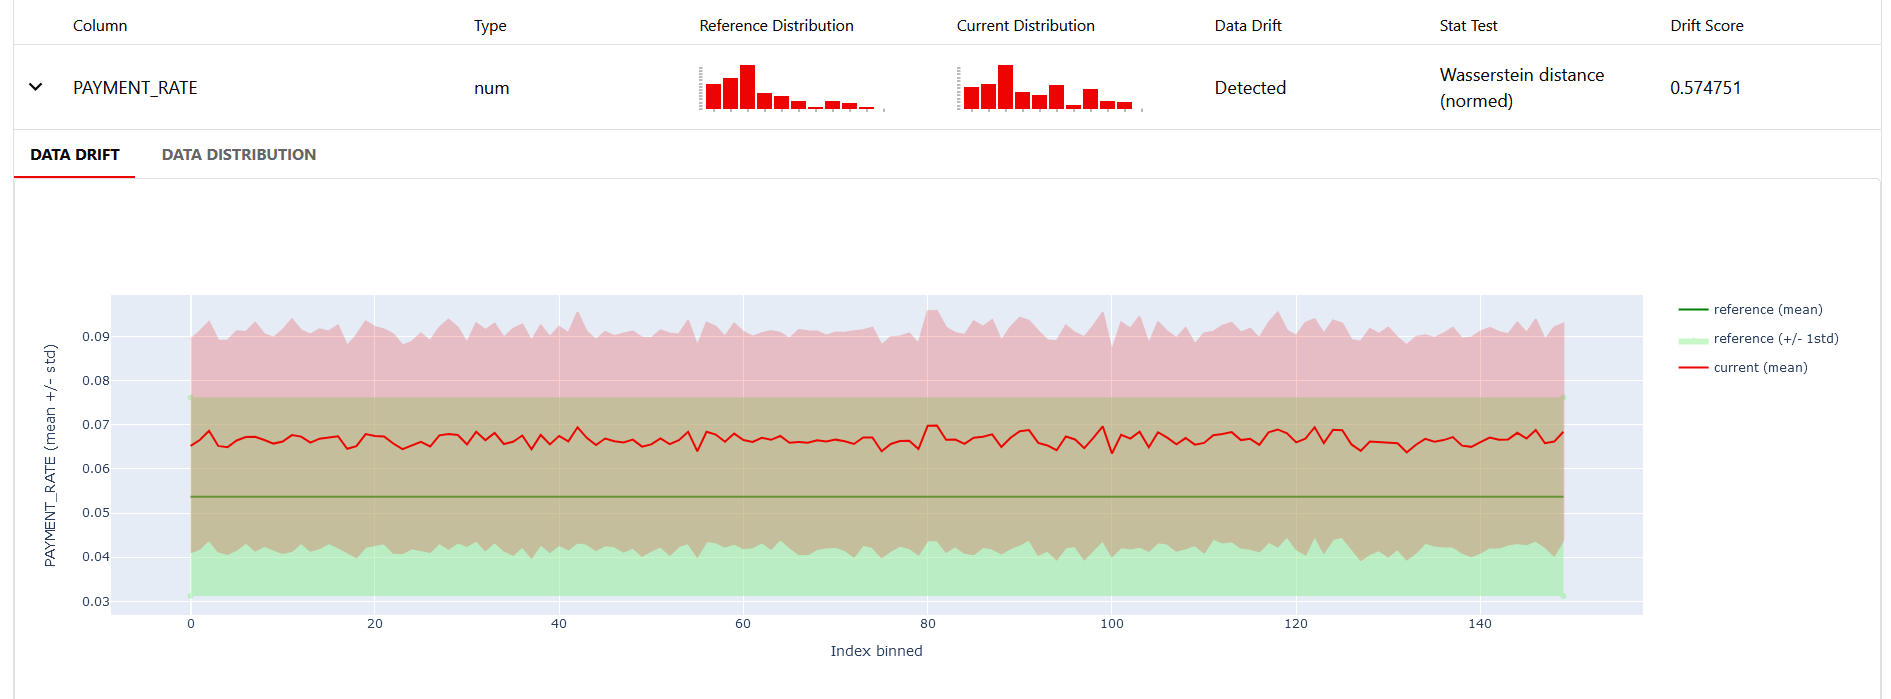 Column Type Reference Distribution Current Distribution Data Drift Stat Test Drift Score
PAYMENT_RATE num Detected Wasserstein distance (normed) 0.574751
DATA DRIFT DATA DISTRIBUTION
PAYMENT_RATE (mean +/- std)
0.09
0.08
0.07
0.06
0.05
0.04
0.03
0 20 40 60 80 100 120 140
Index binned
reference (mean)
reference (+/- 1std)
current (mean)